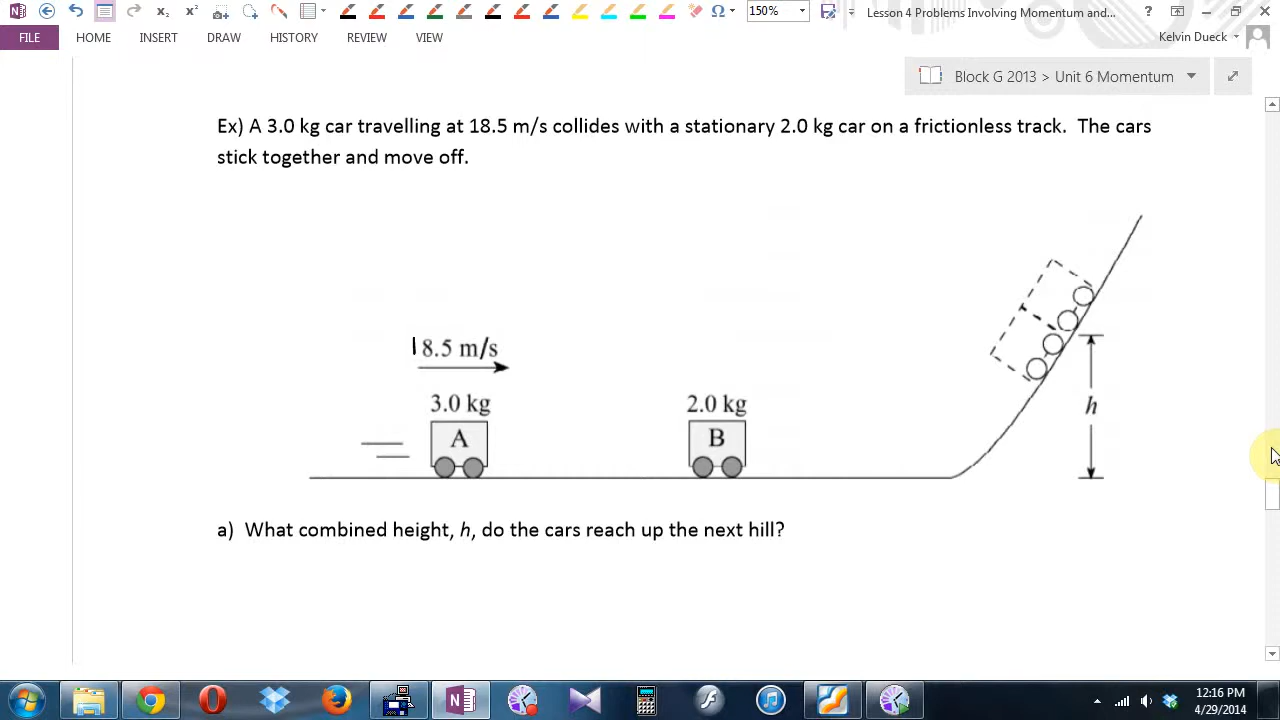 150%
Lesson 4 Problems Involving Momentum and...
FILE HOME INSERT DRAW HISTORY REVIEW VIEW
Kelvin Dueck
Block G 2013 > Unit 6 Momentum
Ex) A 3.0 kg car travelling at 18.5 m/s collides with a stationary 2.0 kg car on a frictionless track. The cars
stick together and move off.
18.5 m/s
3.0 kg
2.0 kg
A
B
h
a) What combined height, h, do the cars reach up the next hill?
12:16 PM
4/29/2014